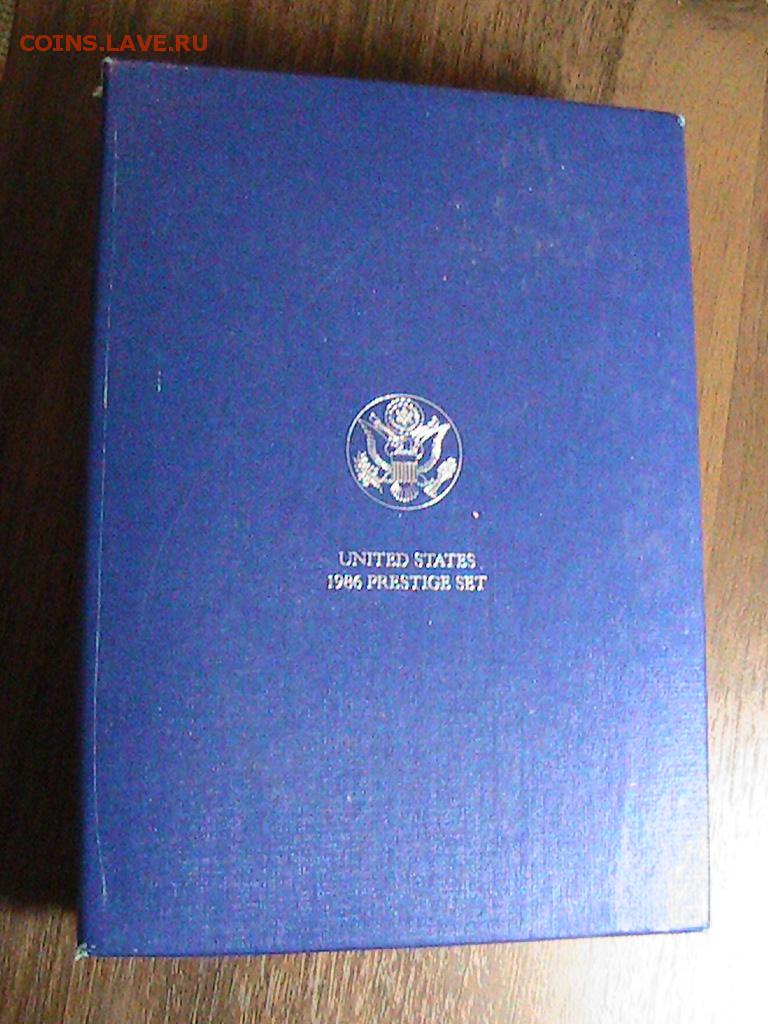 COINS.LAVE.RU
UNITED STATES
1986 PRESTIGE SET